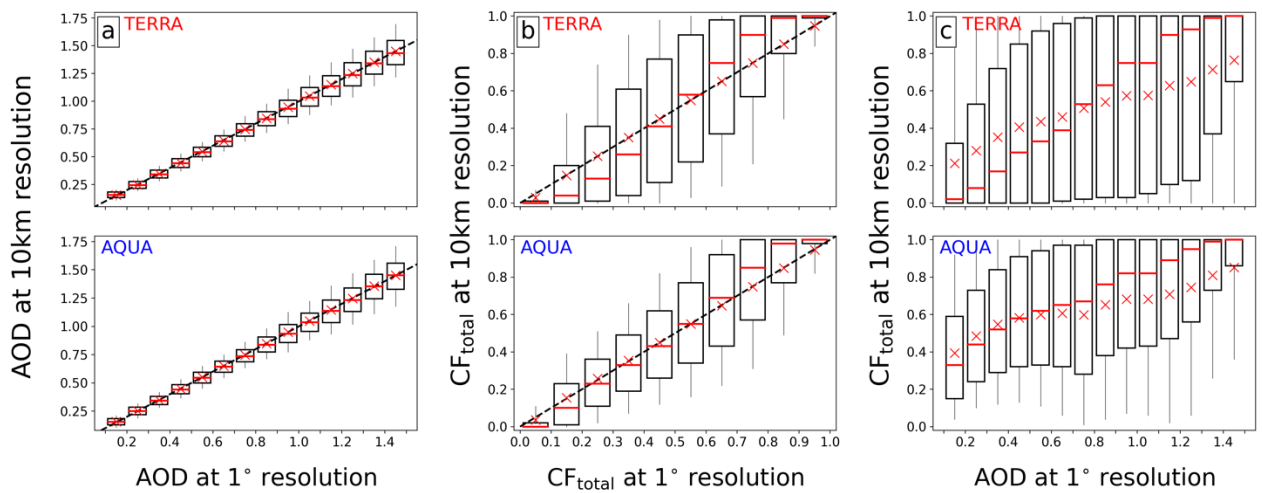 a TERRA
1.75
1.50
1.25
1.00
0.75
0.50
0.25
AQUA
1.75
1.50
1.25
1.00
0.75
0.50
0.25
0.2 0.4 0.6 0.8 1.0 1.2 1.4
AOD at 10km resolution
AOD at 1° resolution
b TERRA
1.0
0.8
0.6
0.4
0.2
0.0
AQUA
1.0
0.8
0.6
0.4
0.2
0.0
0.0 0.1 0.2 0.3 0.4 0.5 0.6 0.7 0.8 0.9 1.0
CFtotal at 10km resolution
CFtotal at 1° resolution
c TERRA
1.0
0.8
0.6
0.4
0.2
0.0
AQUA
1.0
0.8
0.6
0.4
0.2
0.0
0.2 0.4 0.6 0.8 1.0 1.2 1.4
CFtotal at 10km resolution
AOD at 1° resolution